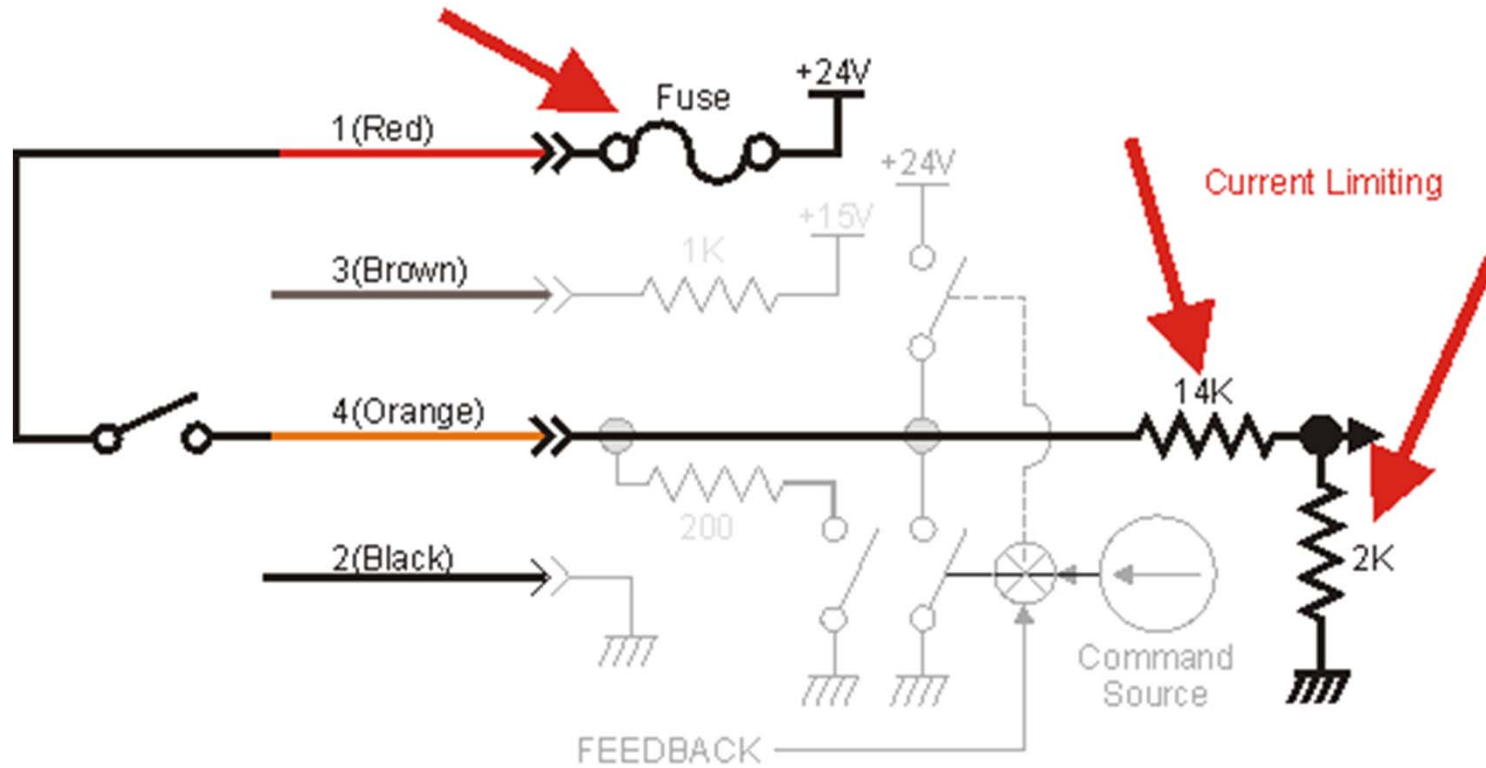 +24V
Fuse
1(Red)
+24V
Current Limiting
+15V
1K
3(Brown)
14K
4(Orange)
200
2(Black)
2K
Command
Source
FEEDBACK